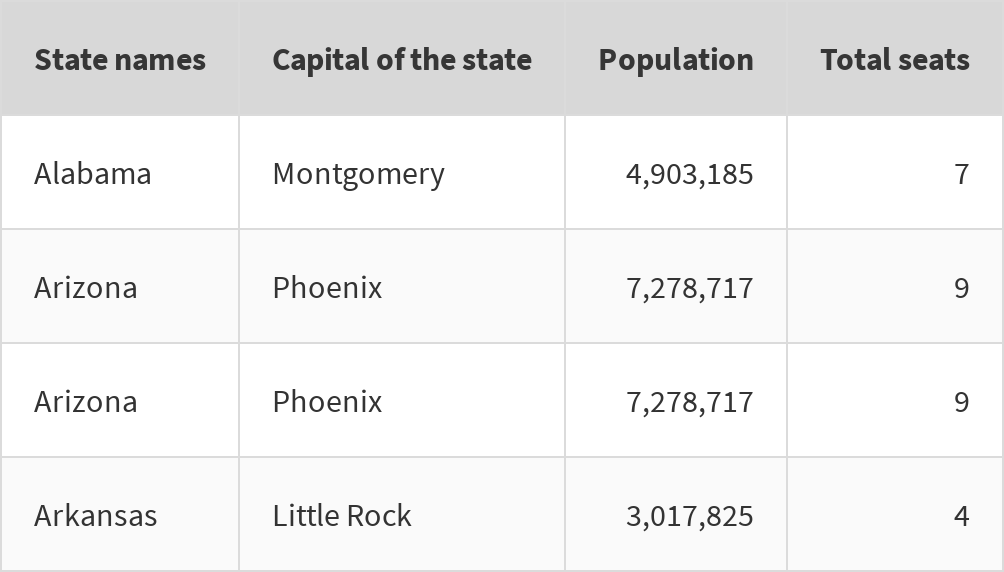 State names Capital of the state Population Total seats
Alabama Montgomery 4,903,185 7
Arizona Phoenix 7,278,717 9
Arizona Phoenix 7,278,717 9
Arkansas Little Rock 3,017,825 4